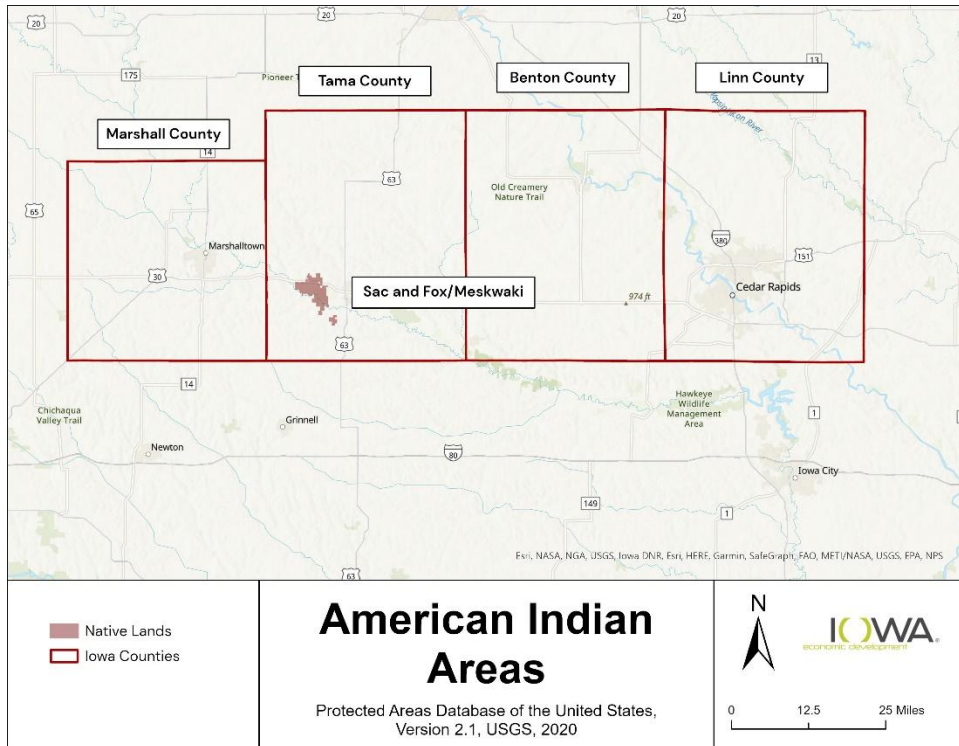 20
20
20
175
13
Pioneer T
Tama County
Benton County
Linn County
Marshall County
14
63
65
Old Creamery
Nature Trail
Marshalltown
380
151
30
Sac and Fox/Meskwaki
974 ft
Cedar Rapids
63
14
Chichaqua
Valley Trail
Grinnell
Hawkeye
Wildlife
Management
Area
1
Newton
80
Iowa City
149
1
Esri, NASA, NGA, USGS, Iowa DNR, Esri, HERE, Garmin, SafeGraph, FAO, METI/NASA, USGS, EPA, NPS
63
Native Lands
Iowa Counties
American Indian
Areas
Protected Areas Database of the United States,
Version 2.1, USGS, 2020
N
IOWA
economic development
0 12.5 25 Miles